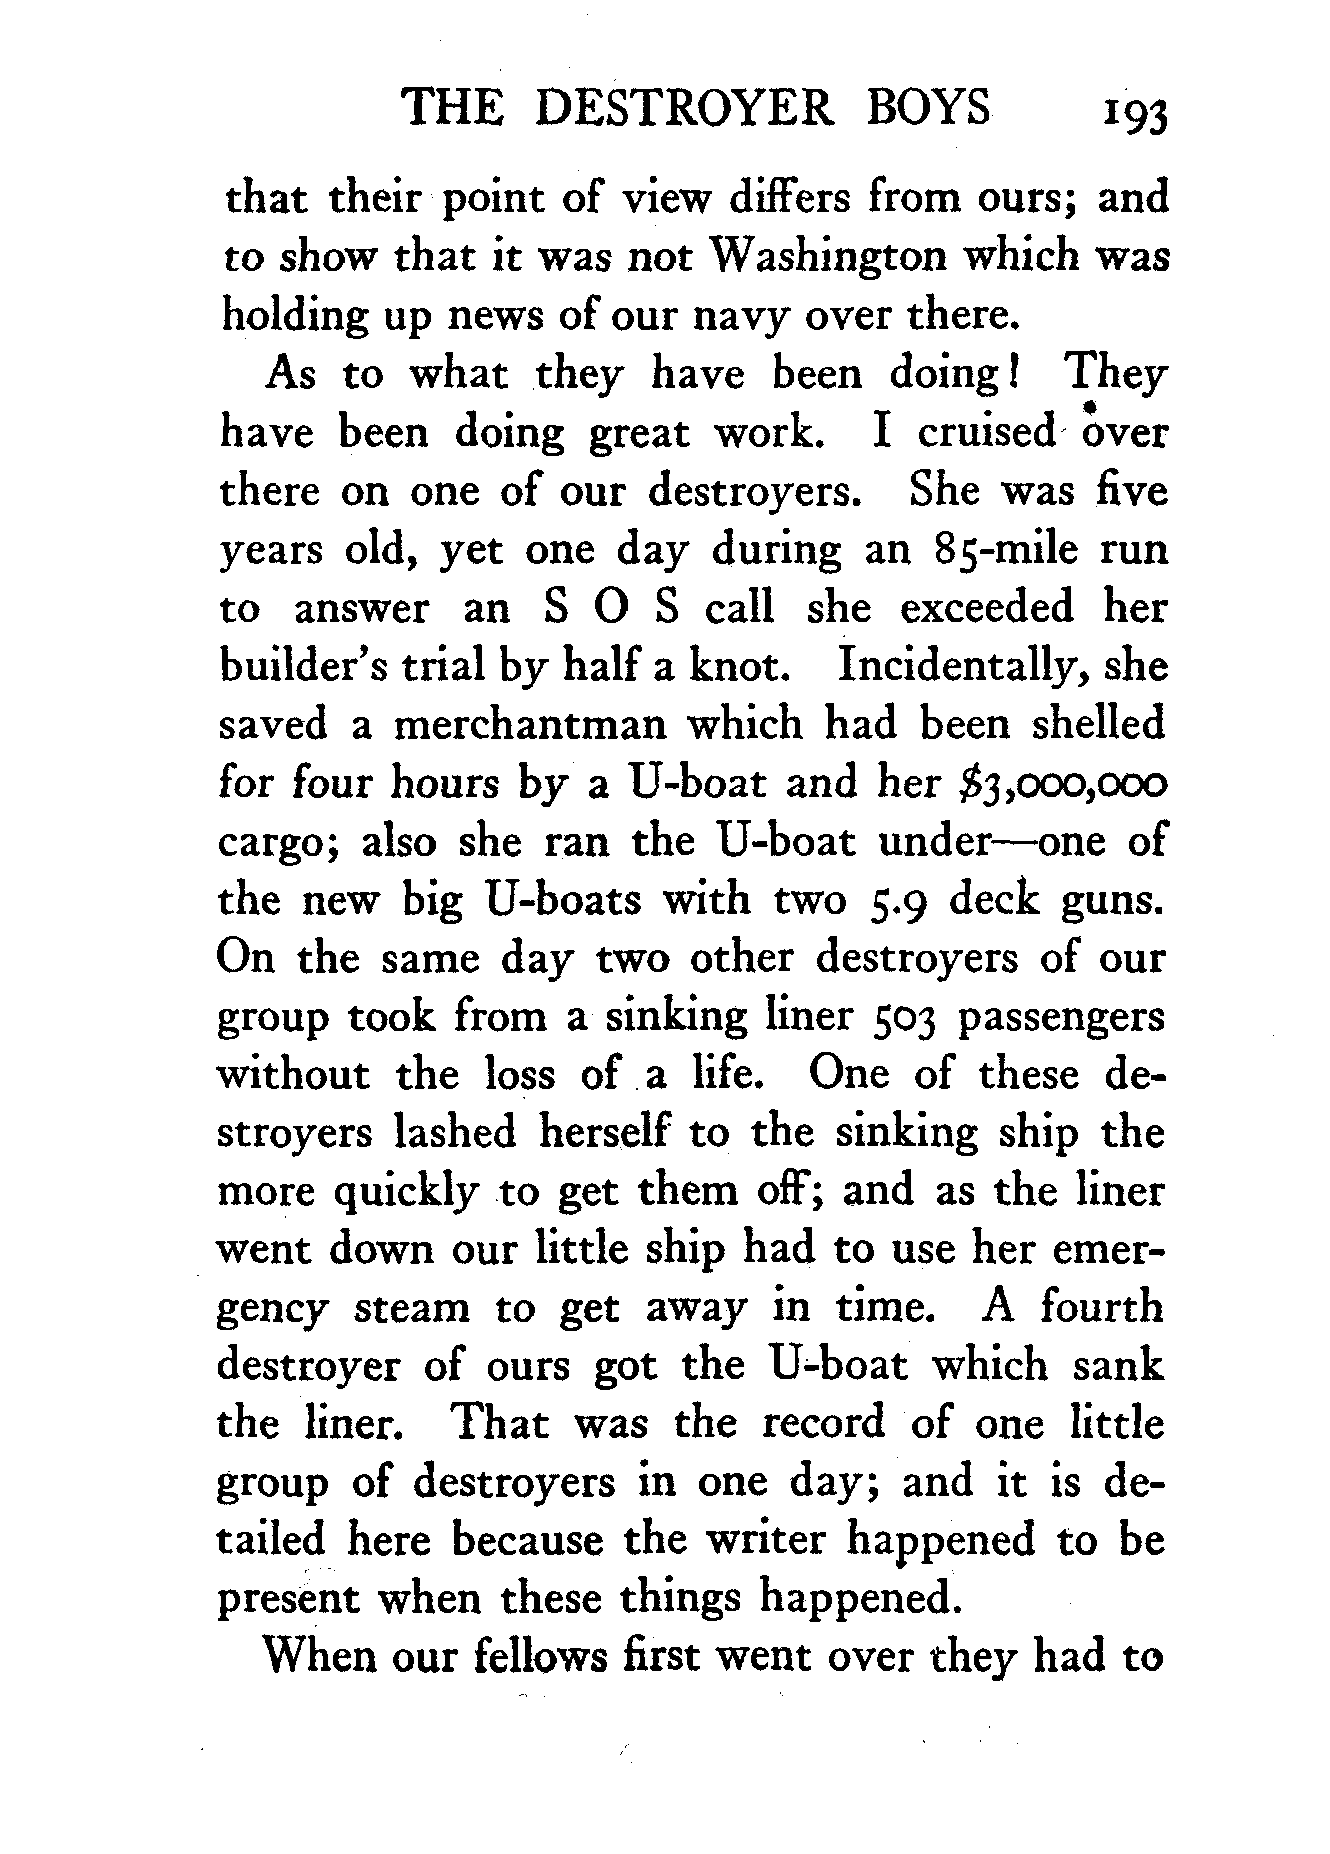 THE DESTROYER BOYS 193
that their point of view differs from ours; and
to show that it was not Washington which was
holding up news of our navy over there.
As to what they have been doing! They
have been doing great work. I cruised over
there on one of our destroyers. She was five
years old, yet one day during an 85-mile run
to answer an S O S call she exceeded her
builder's trial by half a knot. Incidentally, she
saved a merchantman which had been shelled
for four hours by a U-boat and her $3,000,000
cargo; also she ran the U-boat under—one of
the new big U-boats with two 5.9 deck guns.
On the same day two other destroyers of our
group took from a sinking liner 503 passengers
without the loss of a life. One of these de-
stroyers lashed herself to the sinking ship the
more quickly to get them off; and as the liner
went down our little ship had to use her emer-
gency steam to get away in time. A fourth
destroyer of ours got the U-boat which sank
the liner. That was the record of one little
group of destroyers in one day; and it is de-
tailed here because the writer happened to be
present when these things happened.
When our fellows first went over they had to